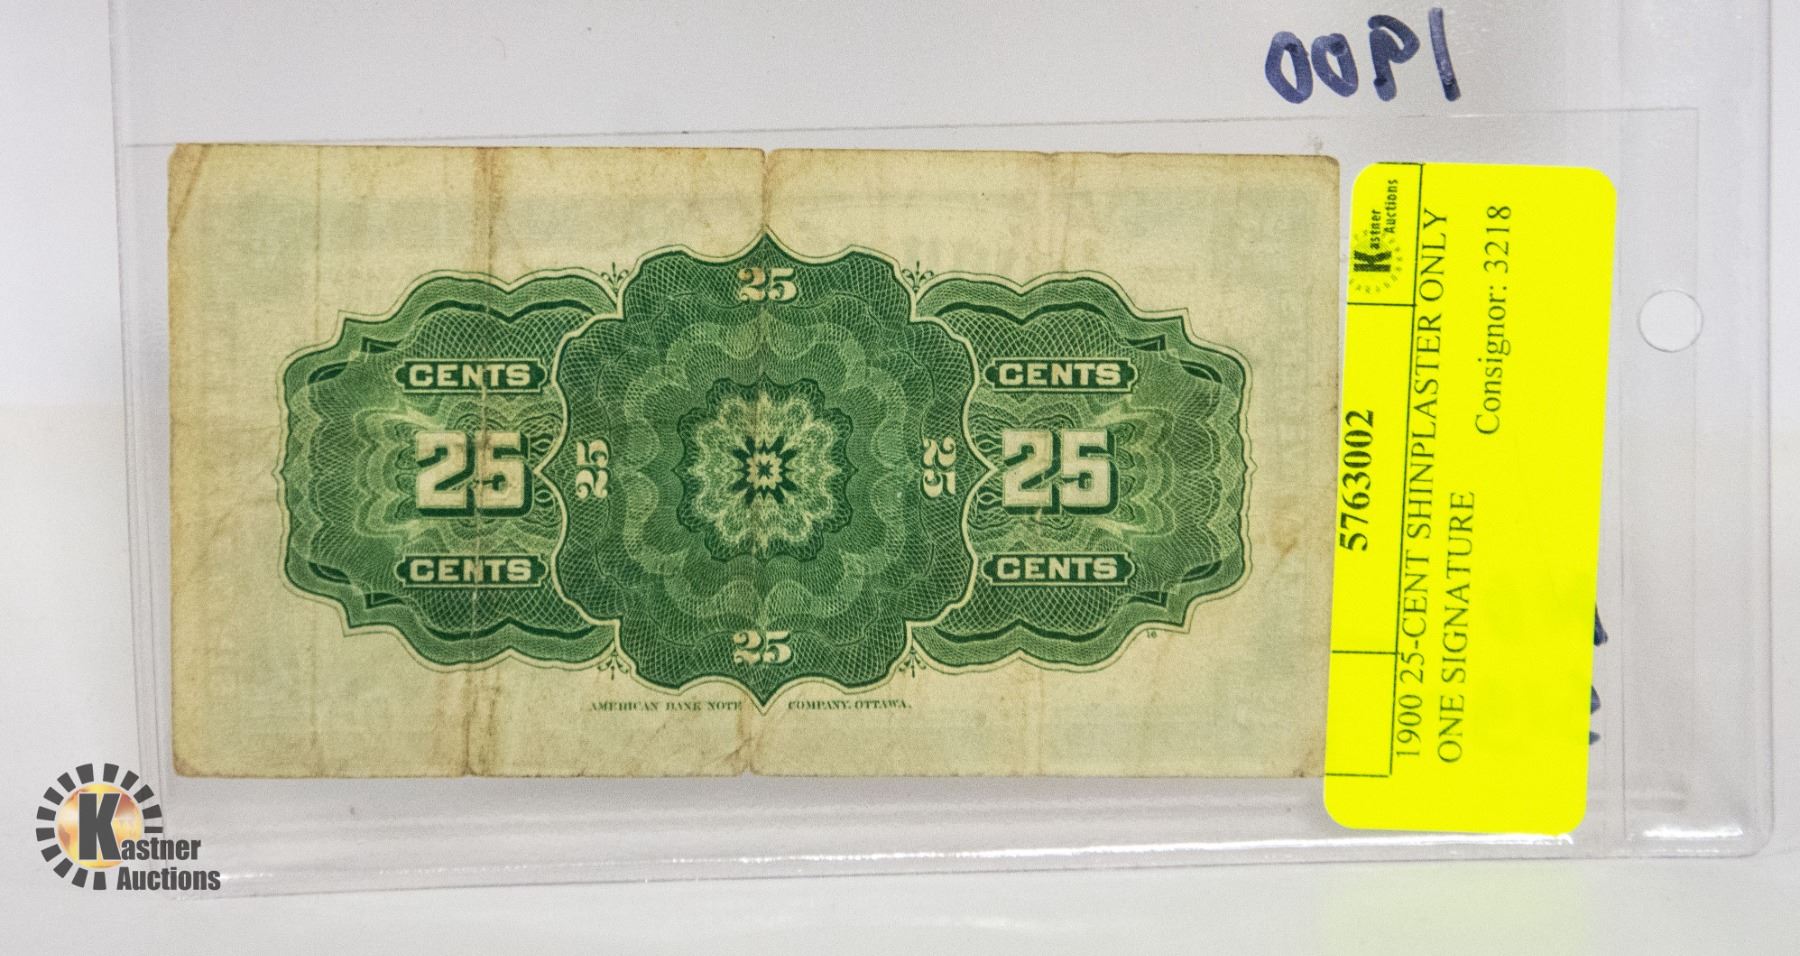 1900
25
CENTS
CENTS
25
25
25
25
CENTS
CENTS
25
AMERICAN BANK NOTE COMPANY, OTTAWA.
16
Kastner
Auctions
5763002
1900 25-CENT SHINPLASTER ONLY
ONE SIGNATURE
Consignor: 3218
Kastner
Auctions